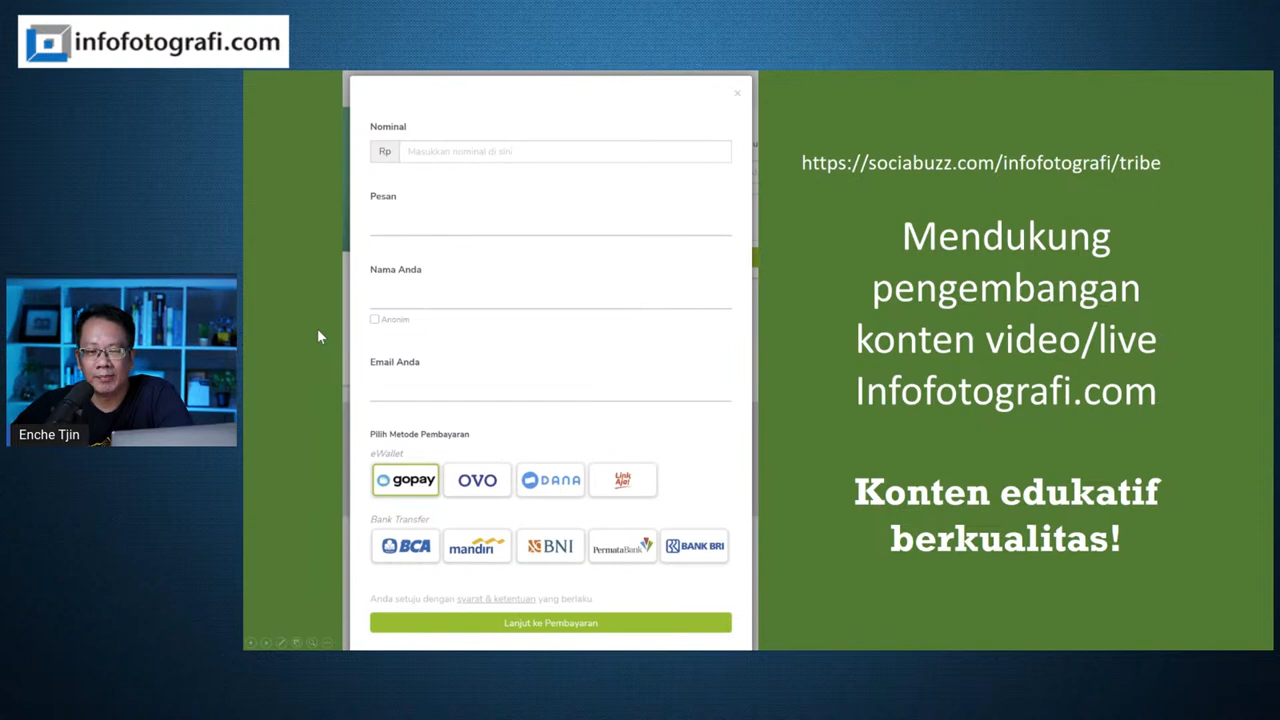 infofotografi.com
Nominal
Rp
Masukkan nominal di sini
Pesan
Nama Anda
Anonim
Email Anda
Pilih Metode Pembayaran
eWallet
gopay
OVO
DANA
Link Aja!
Bank Transfer
BCA
mandiri
BNI
PermataBank
BANK BRI
Anda setuju dengan syarat & ketentuan yang berlaku.
Lanjut ke Pembayaran
https://sociabuzz.com/infofotografi/tribe
Mendukung
pengembangan
konten video/live
Infofotografi.com
Konten edukatif
berkualitas!
Enche Tjin